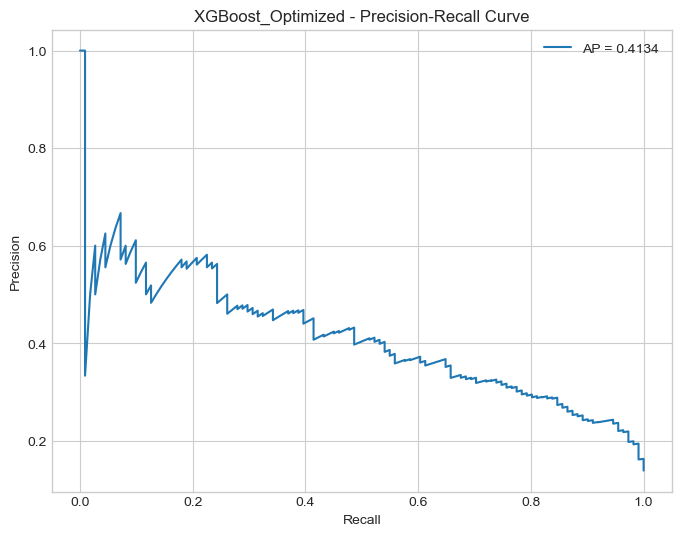 XGBoost_Optimized - Precision-Recall Curve
AP = 0.4134
1.0
0.8
0.6
0.4
0.2
Precision
0.0 0.2 0.4 0.6 0.8 1.0
Recall